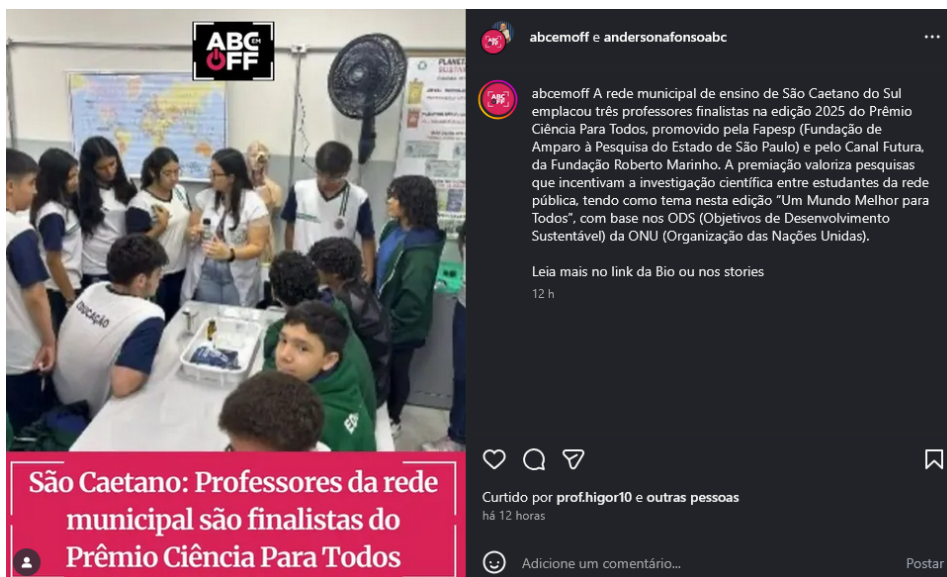 ABC
EM
OFF
PLANETA
EDUCAÇÃO
São Caetano: Professores da rede
municipal são finalistas do
Prêmio Ciência Para Todos
abcemoff e andersonafonsoabc
abcemoff A rede municipal de ensino de São Caetano do Sul
emplacou três professores finalistas na edição 2025 do Prêmio
Ciência Para Todos, promovido pela Fapesp (Fundação de
Amparo à Pesquisa do Estado de São Paulo) e pelo Canal Futura,
da Fundação Roberto Marinho. A premiação valoriza pesquisas
que incentivam a investigação científica entre estudantes da rede
pública, tendo como tema nesta edição “Um Mundo Melhor para
Todos”, com base nos ODS (Objetivos de Desenvolvimento
Sustentável) da ONU (Organização das Nações Unidas).
Leia mais no link da Bio ou nos stories
12 h
Curtido por prof.higor10 e outras pessoas
há 12 horas
Adicione um comentário...
Postar